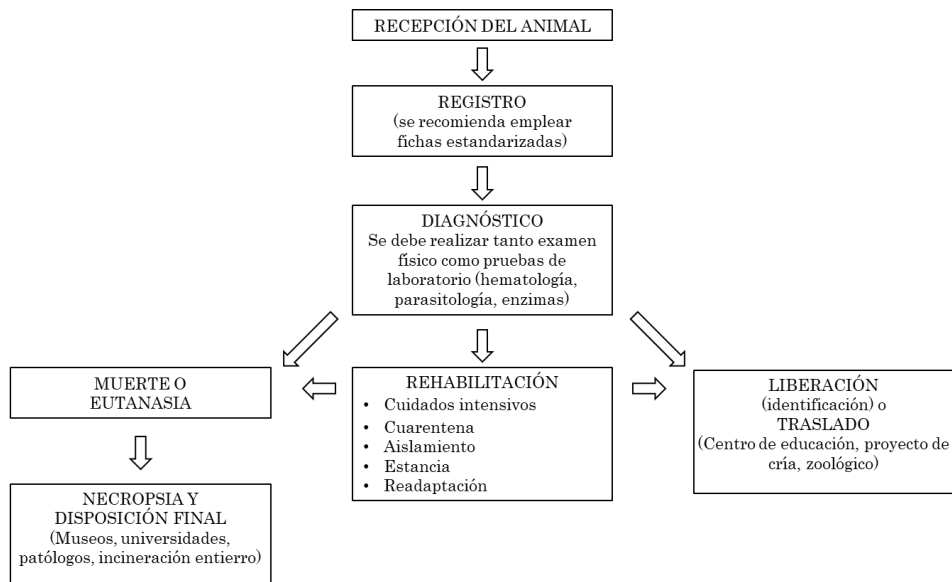 RECEPCIÓN DEL ANIMAL
REGISTRO
(se recomienda emplear
fichas estandarizadas)
DIAGNÓSTICO
Se debe realizar tanto examen
físico como pruebas de
laboratorio (hematología,
parasitología, enzimas)
MUERTE O
EUTANASIA
REHABILITACIÓN
• Cuidados intensivos
• Cuarentena
• Aislamiento
• Estancia
• Readaptación
LIBERACIÓN
(identificación) o
TRASLADO
(Centro de educación, proyecto de
cría, zoológico)
NECROPSIA Y
DISPOSICIÓN FINAL
(Museos, universidades,
patólogos, incineración entierro)